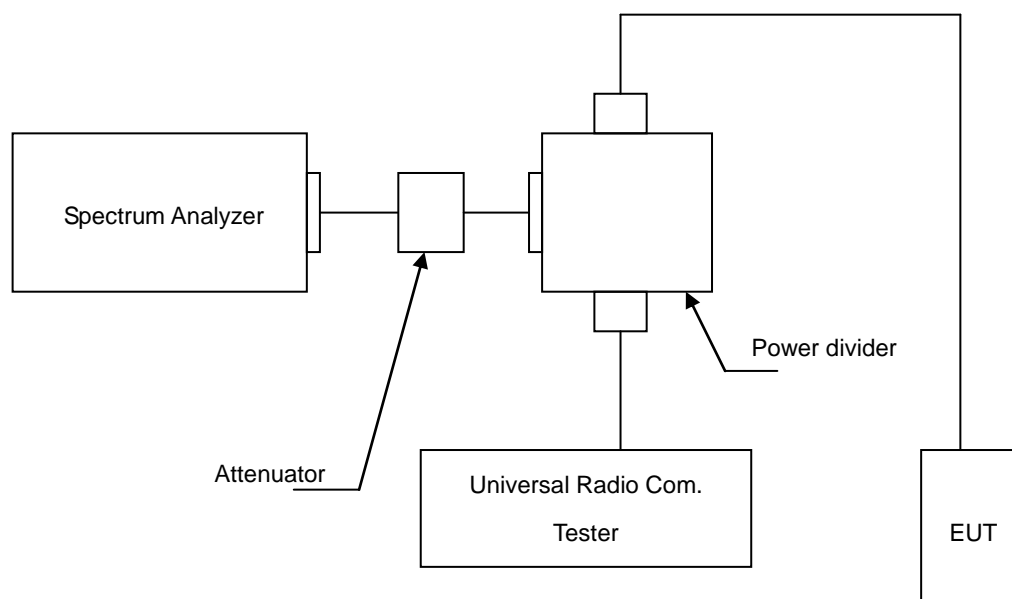 Spectrum Analyzer
Power divider
Attenuator
Universal Radio Com.
Tester
EUT